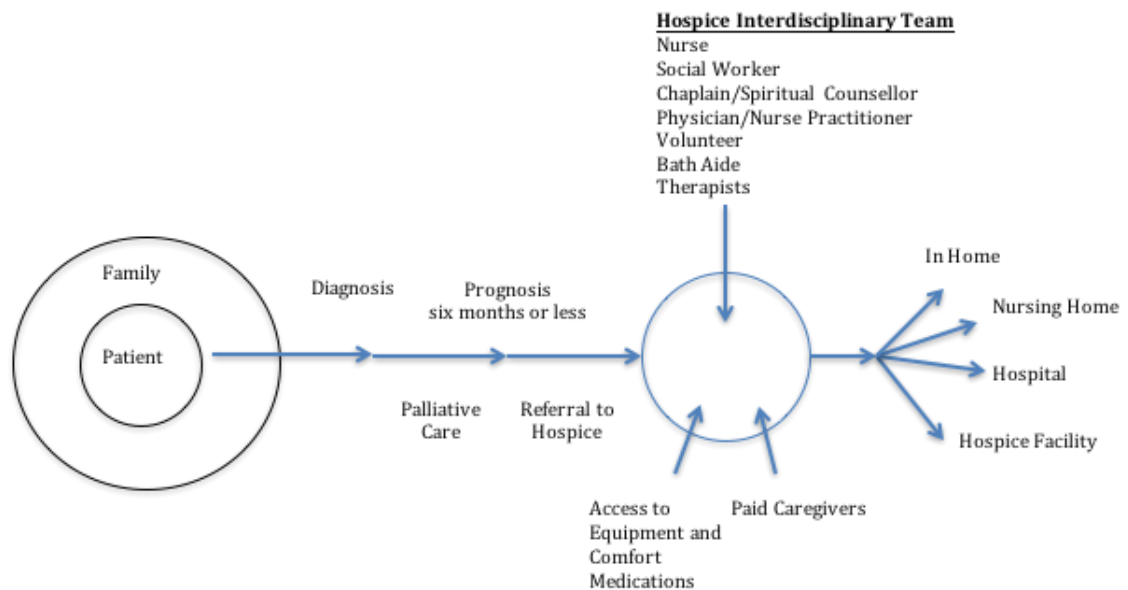 Hospice Interdisciplinary Team
Nurse
Social Worker
Chaplain/Spiritual Counsellor
Physician/Nurse Practitioner
Volunteer
Bath Aide
Therapists
Family
Patient
Diagnosis
Prognosis
six months or less
Palliative
Care
Referral to
Hospice
In Home
Nursing Home
Hospital
Hospice Facility
Access to
Equipment and
Comfort
Medications
Paid Caregivers